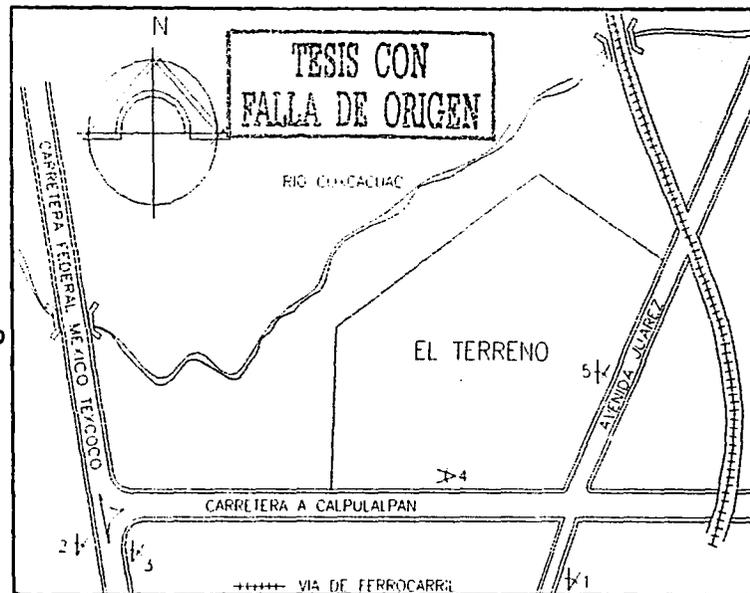 N
TESIS CON
FALLA DE ORIGEN
RIO
CARRETERA FEDERAL MEXICO TEXCOCO
EL TERRENO
AVENIDA JUAREZ
5
4
CARRETERA A CALPULALPAN
2
3
1
VIA DE FERROCARRIL